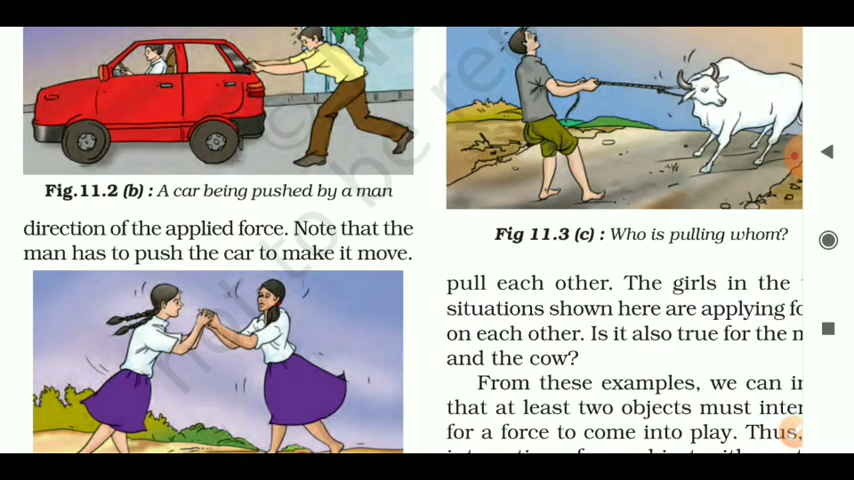 Fig.11.2 (b) : A car being pushed by a man
direction of the applied force. Note that the
man has to push the car to make it move.
Fig 11.3 (c) : Who is pulling whom?
pull each other. The girls in the
situations shown here are applying fo
on each other. Is it also true for the m
and the cow?
From these examples, we can in
that at least two objects must inter
for a force to come into play. Thus,